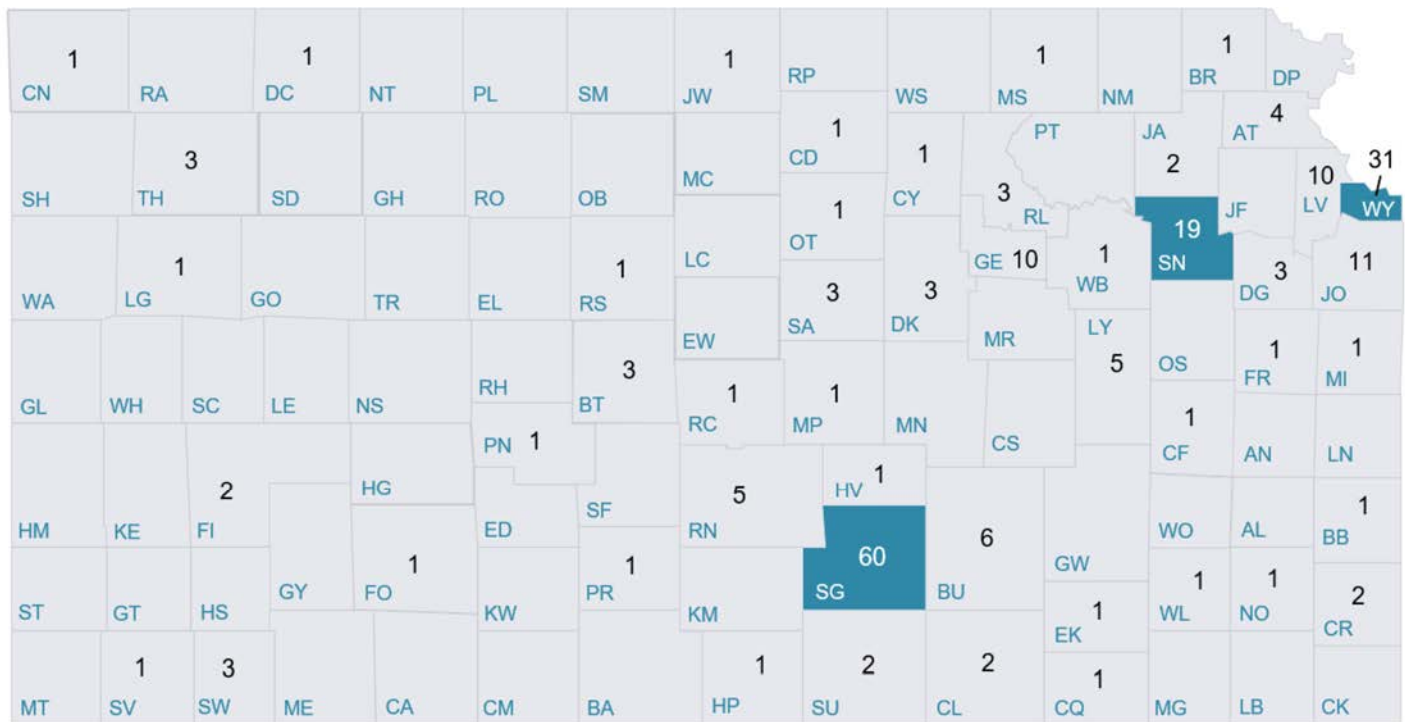 1 1 1 1 1
CN RA DC NT PL SM JW RP WS MS NM BR DP
3 1 1 PT JA 2 AT 4
SH TH SD GH RO OB MC CD CY 3 RL JF 10 LV 31 WY
1 1 1 GE 10 1 19 3 11
WA LG GO TR EL RS LC OT 3 3 WB SN DG JO
SA DK MR LY
EW
3 1 1 5 OS 1 1
GL WH SC LE NS RH BT RC MP MN CS FR MI
PN 1 1
CF AN LN
2 HG 5 HV 1 1
HM KE FI ED SF RN WO AL BB
1 1 60 6
ST GT HS GY FO KW PR KM SG BU GW 1 1 2
EK 1 WL NO CR
1 3 1 2 2 1
MT SV SW ME CA CM BA HP SU CL CQ MG LB CK